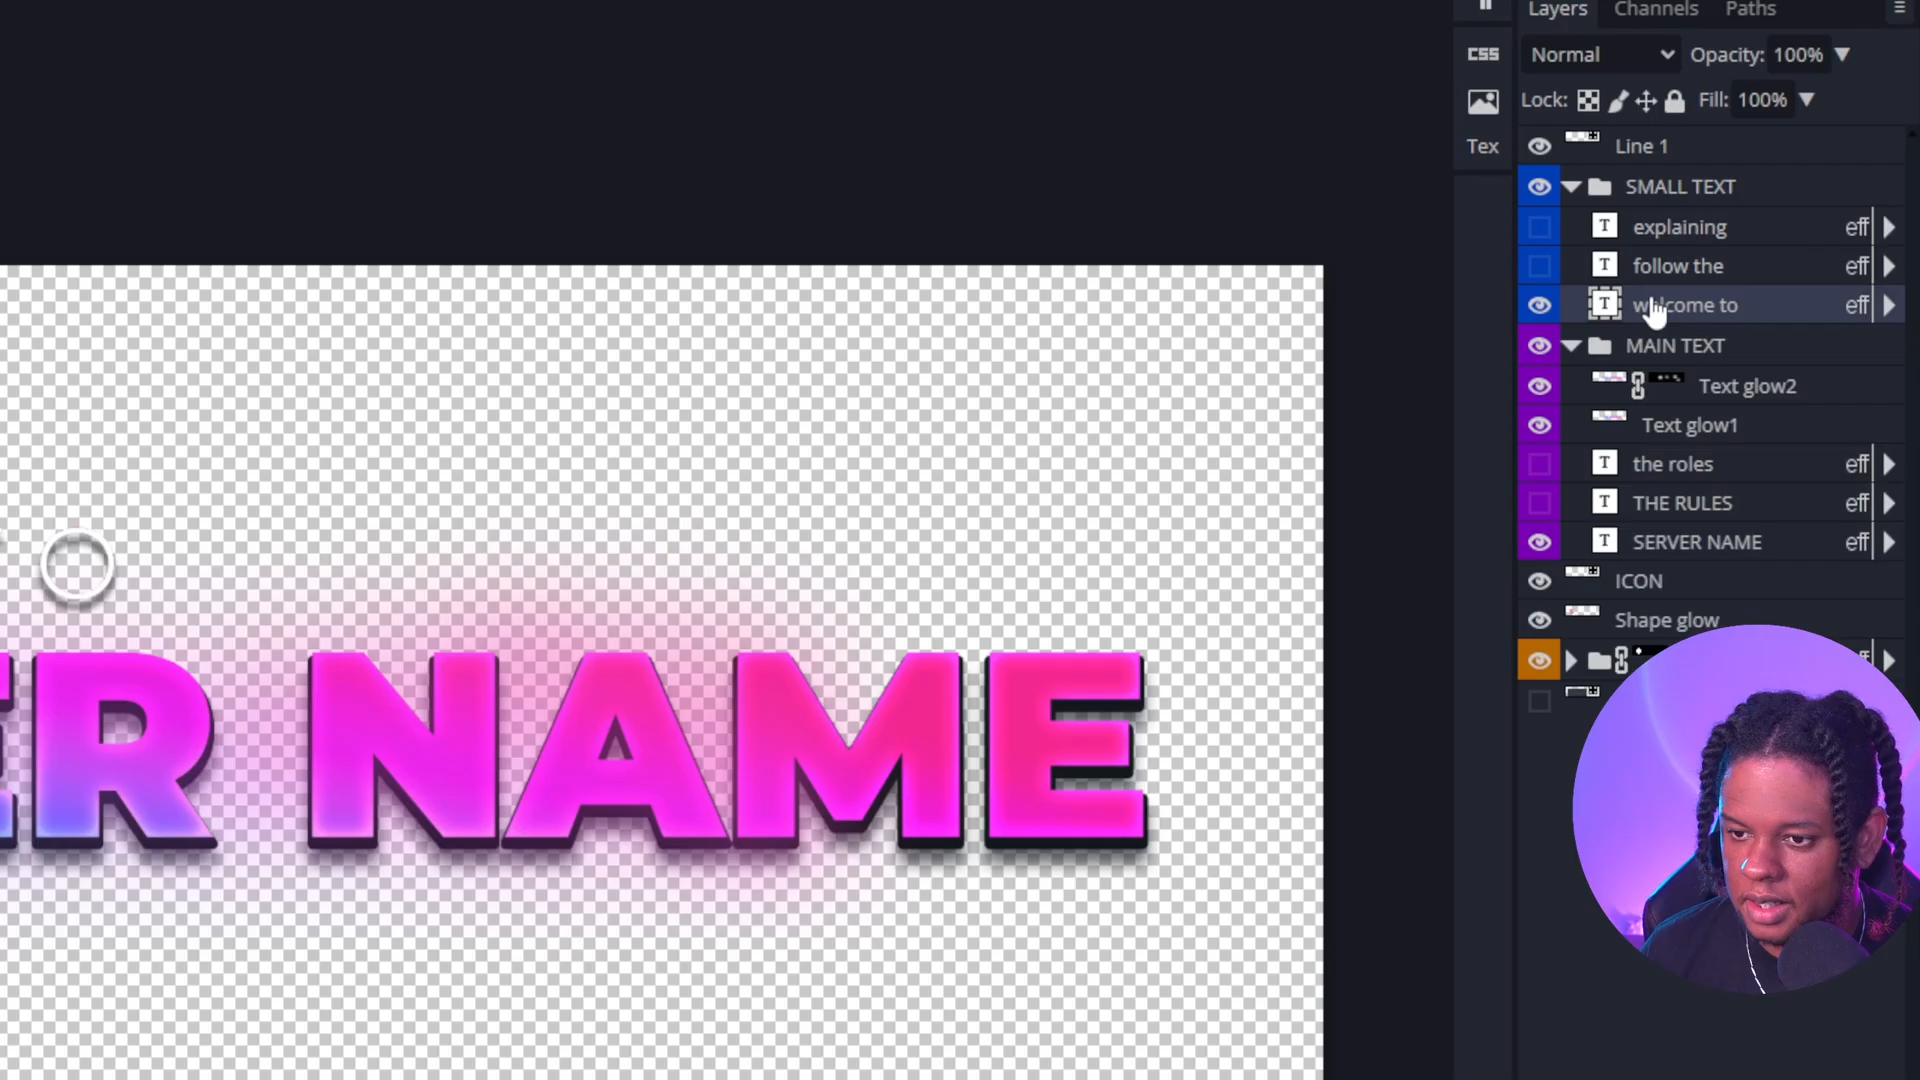 Layers Channels Paths
CSS Normal Opacity: 100%
Lock: Fill: 100%
Tex Line 1
SMALL TEXT
T explaining eff
T follow the eff
T welcome to eff
MAIN TEXT
Text glow2
Text glow1
T the roles eff
T THE RULES eff
T SERVER NAME eff
ICON
Shape glow
ER NAME